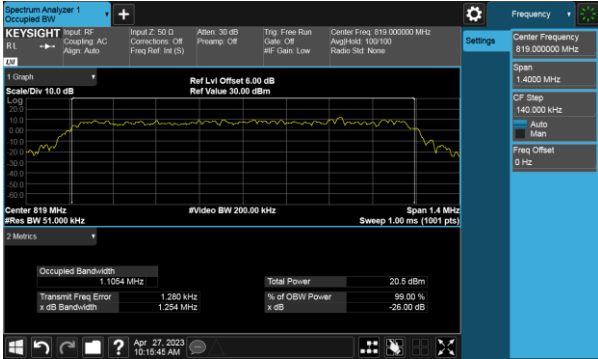 Spectrum Analyzer 1
Occupied BW
+
Frequency
KEYSIGHT
RL
LXI
Input: RF
Coupling: AC
Align: Auto
Input Z: 50 Ω
Corrections: Off
Freq Ref: Int (S)
Atten: 30 dB
Preamp: Off
Trig: Free Run
Gate: Off
#IF Gain: Low
Center Freq: 819.000000 MHz
Avg|Hold: 100/100
Radio Std: None
Settings
Center Frequency
819.000000 MHz
Span
1.4000 MHz
CF Step
140.000 kHz
Auto
Man
Freq Offset
0 Hz
1 Graph
Scale/Div 10.0 dB
Ref Lvl Offset 6.00 dB
Ref Value 30.00 dBm
Log
20.0
10.0
0.00
-10.0
-20.0
-30.0
-40.0
-50.0
-60.0
Center 819 MHz
#Res BW 51.000 kHz
#Video BW 200.00 kHz
Span 1.4 MHz
Sweep 1.00 ms (1001 pts)
2 Metrics
Occupied Bandwidth
1.1054 MHz
Total Power 20.5 dBm
Transmit Freq Error 1.280 kHz
% of OBW Power 99.00 %
x dB Bandwidth 1.254 MHz
x dB -26.00 dB
?
Apr 27, 2023
10:15:45 AM